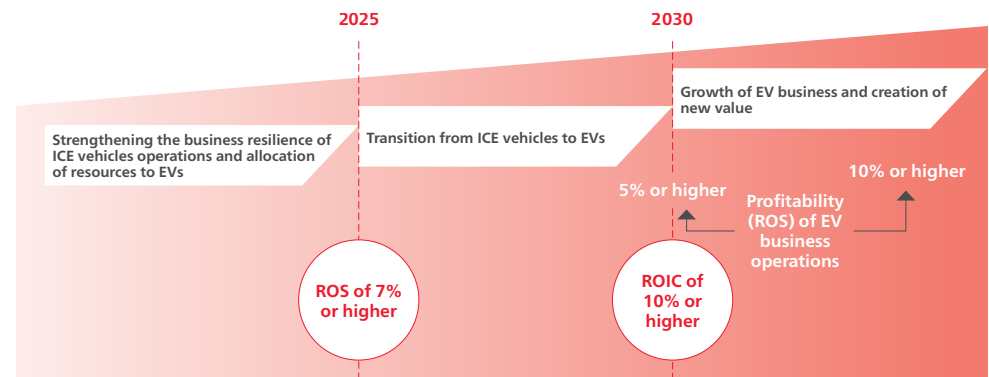 2025
2030
Strengthening the business resilience of
ICE vehicles operations and allocation
of resources to EVs
Transition from ICE vehicles to EVs
Growth of EV business and creation of
new value
5% or higher
Profitability
(ROS) of EV
business
operations
10% or higher
ROS of 7%
or higher
ROIC of
10% or
higher